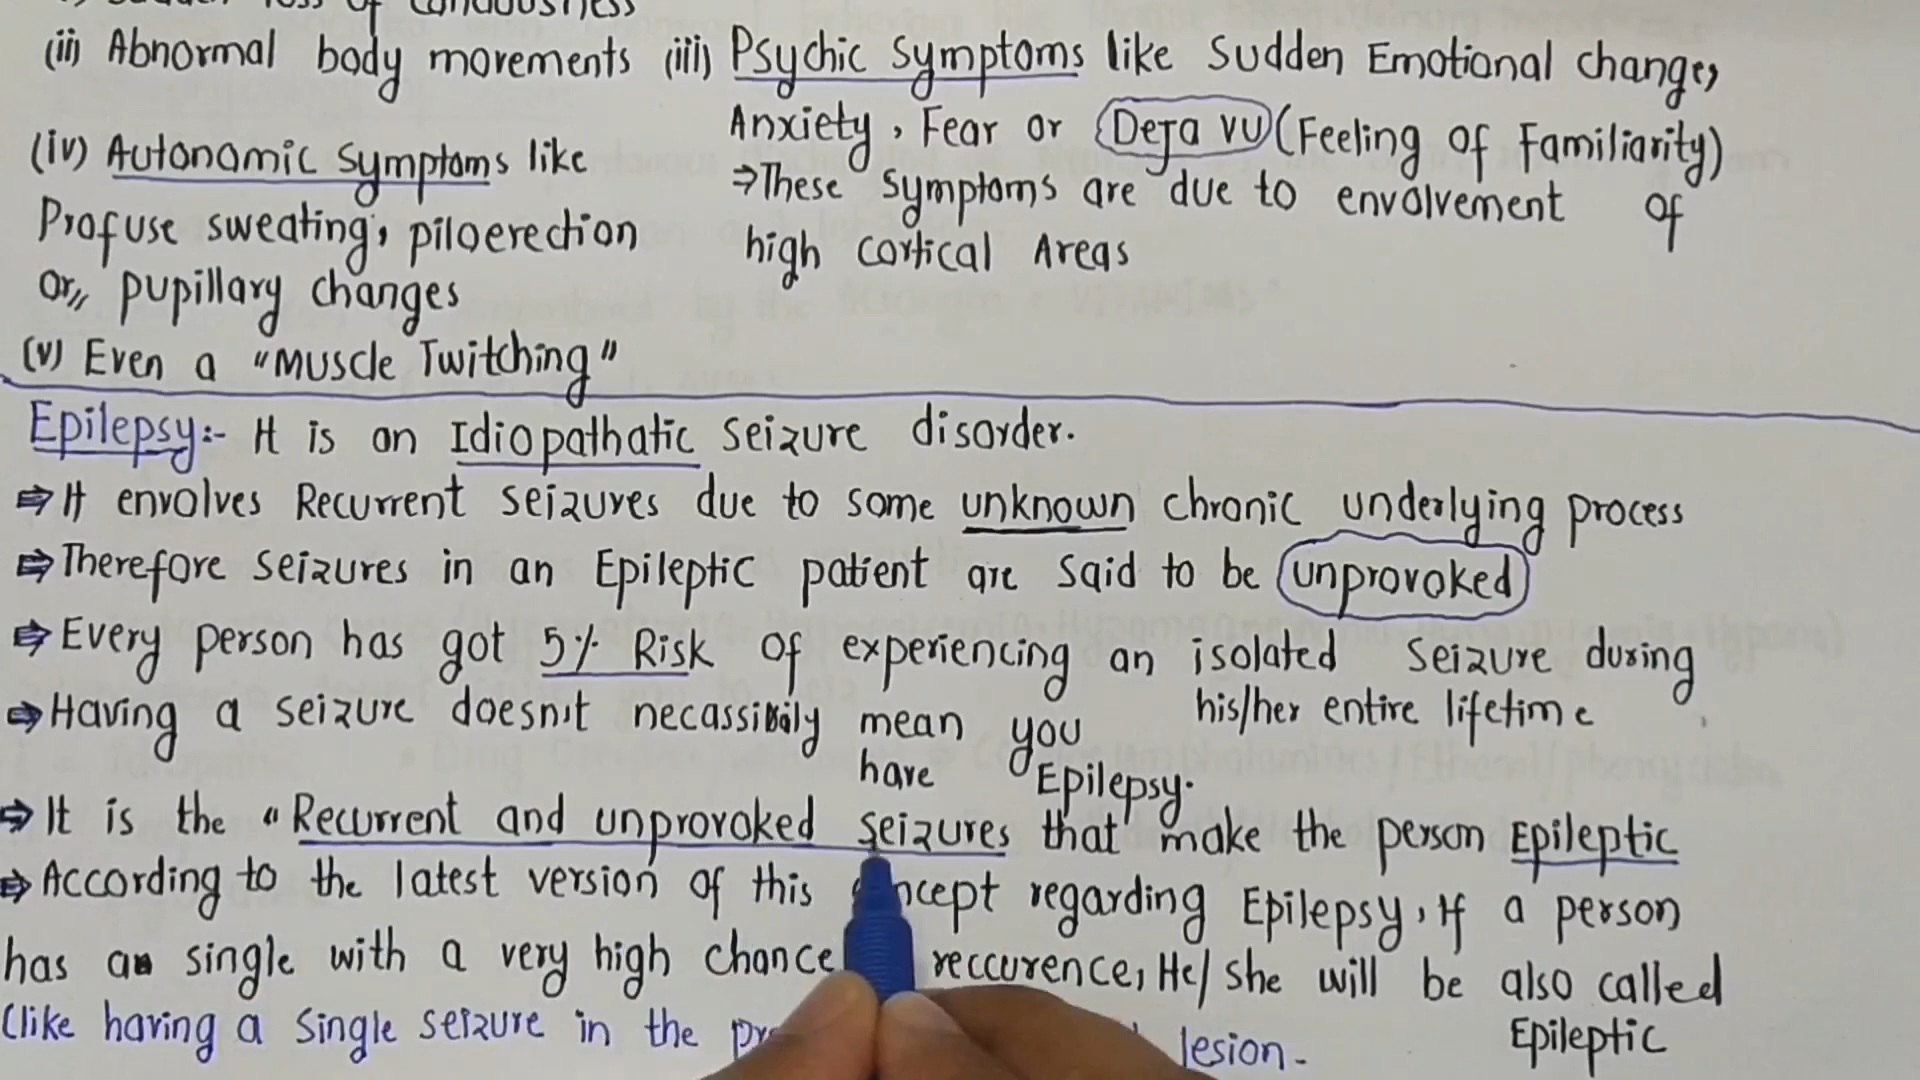 Sudden loss of
(ii) Abnormal body movements
(iii) Psychic symptoms like Sudden Emotional change,
Anxiety, Fear or Deja vu (Feeling of Familiarity)
⇒These symptoms are due to envolvement of
high cortical Areas
(iv) Autonomic symptoms like
Profuse sweating, piloerection
or,, pupillary changes
(v) Even a "Muscle Twitching"
Epilepsy:- It is an Idiopathatic seizure disorder.
⇒It envolves Recurrent seizures due to some unknown chronic underlying process
⇒Therefore seizures in an Epileptic patient are said to be unprovoked
⇒Every person has got 5% Risk of experiencing an isolated seizure during
his/her entire lifetime
⇒Having a seizure doesn't mean you
have Epilepsy.
⇒It is the "Recurrent and unprovoked seizures that make the person Epileptic
⇒According to the latest version of this regarding Epilepsy, If a person
has a single with a very high chance reccurence, He/ she will be also called
Epileptic
(like having a single seizure in the lesion.